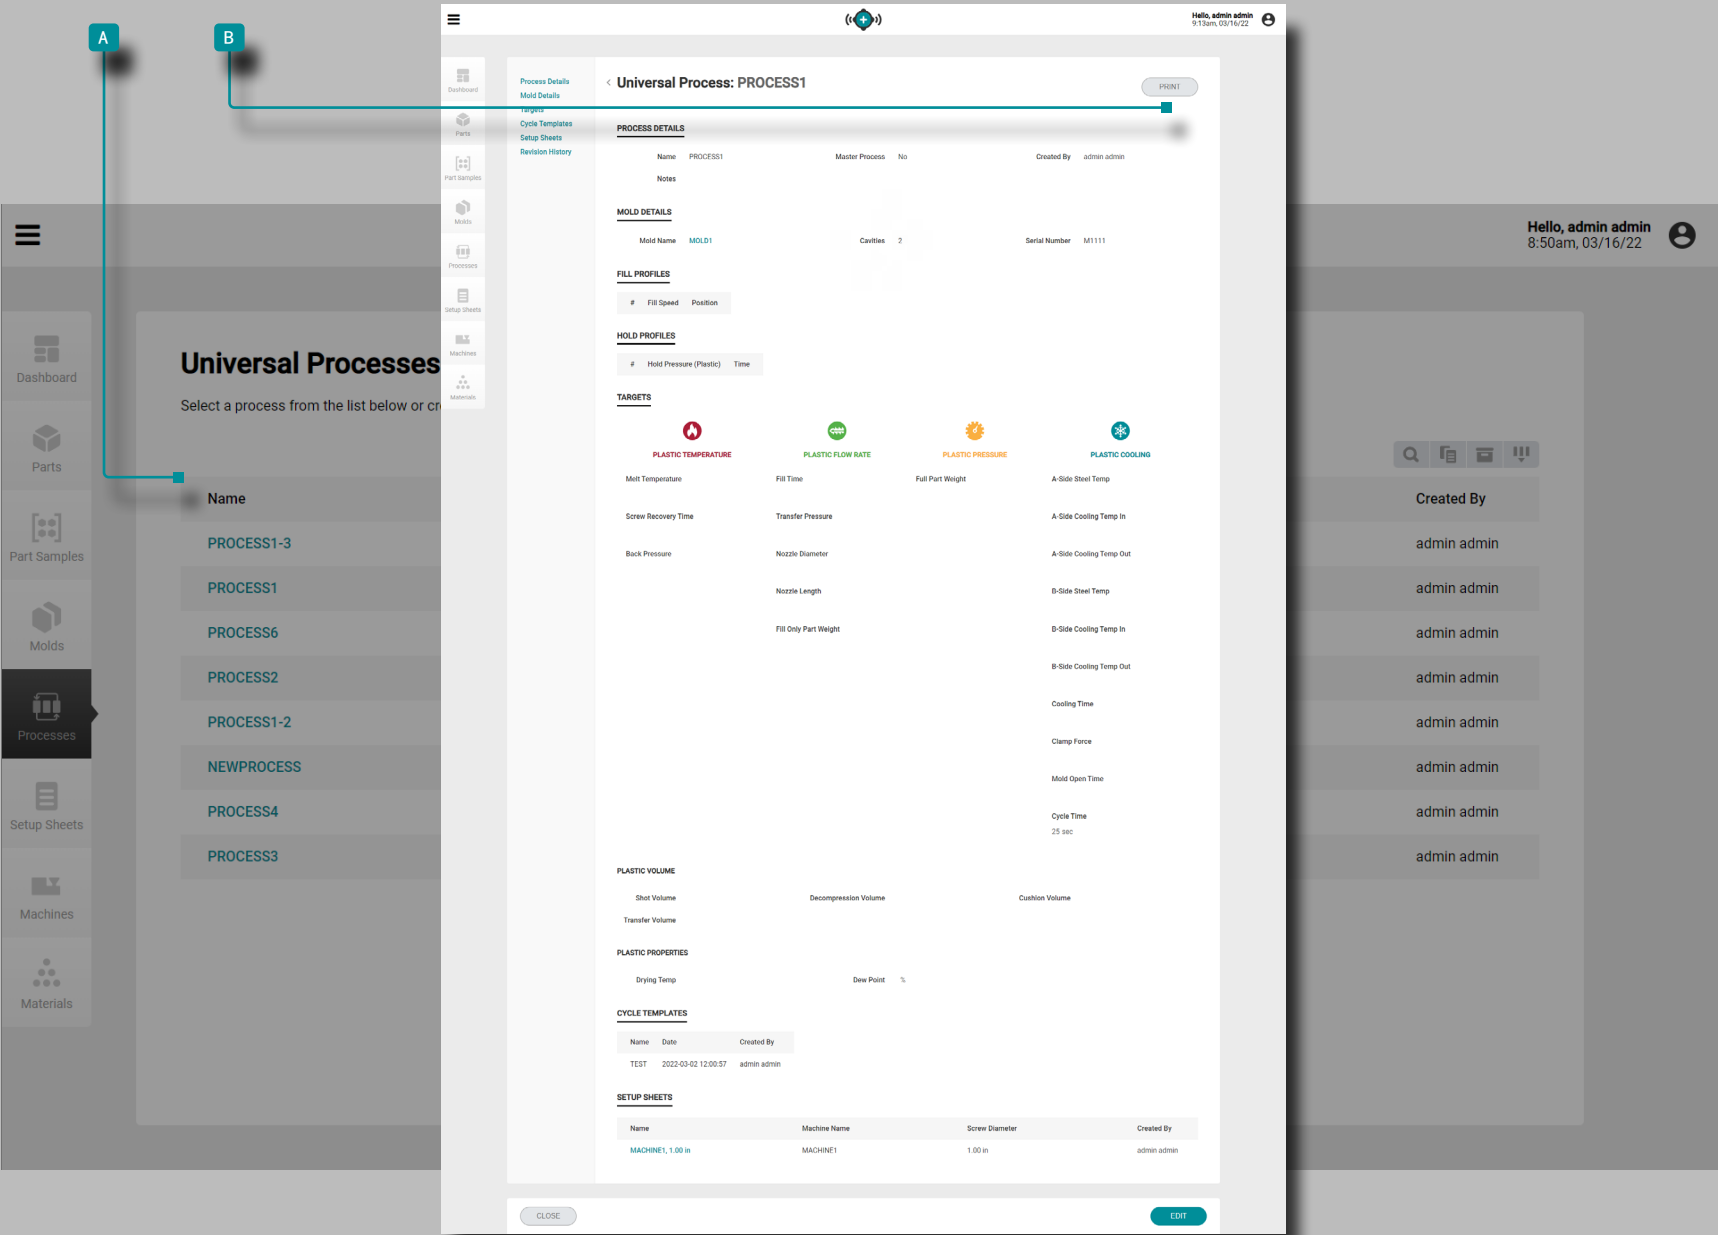 A
B
Hello, admin admin
9:13am, 03/16/22
Dashboard
Parts
Part Samples
Molds
Processes
Setup Sheets
Machines
Materials
Process Details
Mold Details
Targets
Cycle Templates
Setup Sheets
Revision History
< Universal Process: PROCESS1
PRINT
PROCESS DETAILS
Name PROCESS1 Master Process No Created By admin admin
Notes
MOLD DETAILS
Mold Name MOLD1 Cavities 2 Serial Number M1111
FILL PROFILES
# Fill Speed Position
HOLD PROFILES
# Hold Pressure (Plastic) Time
TARGETS
PLASTIC TEMPERATURE PLASTIC FLOW RATE PLASTIC PRESSURE PLASTIC COOLING
Melt Temperature Fill Time Full Part Weight A-Side Steel Temp
Screw Recovery Time Transfer Pressure A-Side Cooling Temp In
Back Pressure Nozzle Diameter A-Side Cooling Temp Out
Nozzle Length B-Side Steel Temp
Fill Only Part Weight B-Side Cooling Temp In
B-Side Cooling Temp Out
Cooling Time
Clamp Force
Mold Open Time
Cycle Time
25 sec
PLASTIC VOLUME
Shot Volume Decompression Volume Cushion Volume
Transfer Volume
PLASTIC PROPERTIES
Drying Temp Dew Point %
CYCLE TEMPLATES
Name Date Created By
TEST 2022-03-02 12:00:57 admin admin
SETUP SHEETS
Name Machine Name Screw Diameter Created By
MACHINE1, 1.00 in MACHINE1 1.00 in admin admin
CLOSE
EDIT
Hello, admin admin
8:50am, 03/16/22
Dashboard
Parts
Part Samples
Molds
Processes
Setup Sheets
Machines
Materials
Universal Processes
Select a process from the list below or
Name Created By
PROCESS1-3 admin admin
PROCESS1 admin admin
PROCESS6 admin admin
PROCESS2 admin admin
PROCESS1-2 admin admin
NEWPROCESS admin admin
PROCESS4 admin admin
PROCESS3 admin admin